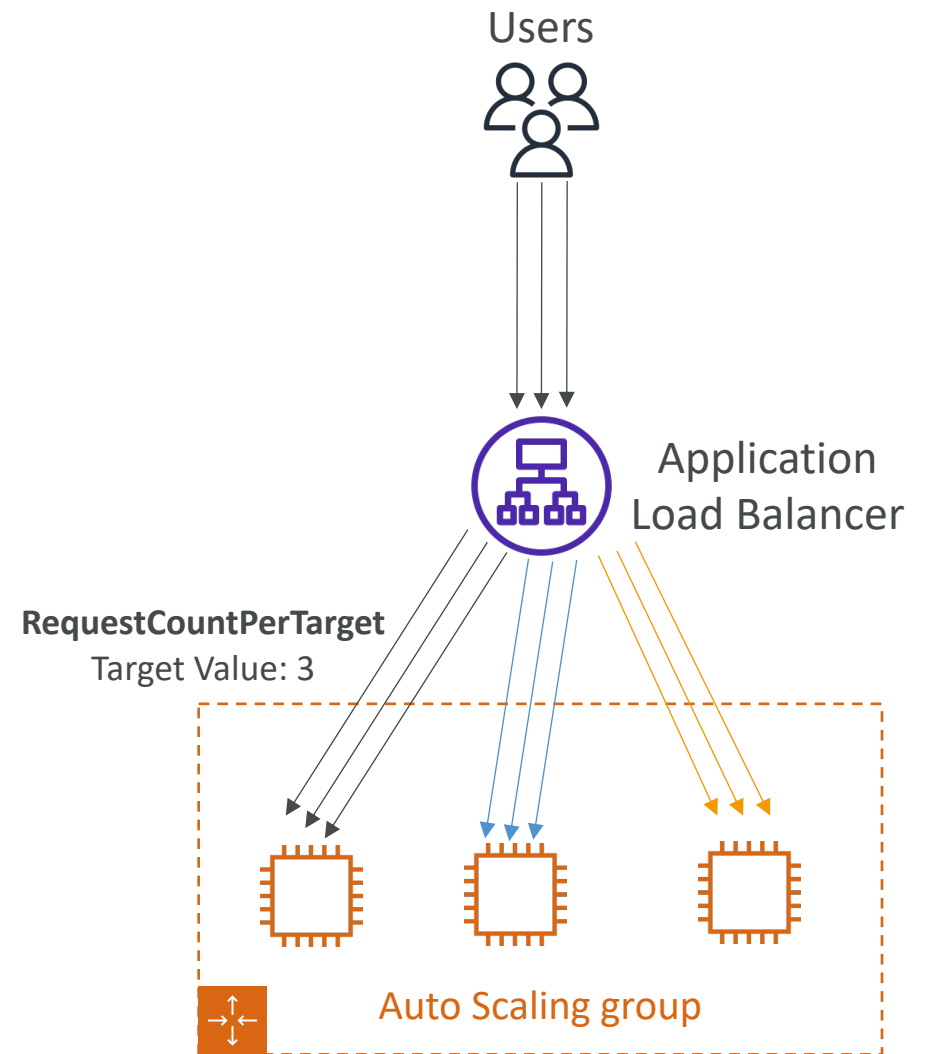 Users
Application
Load Balancer
RequestCountPerTarget
Target Value: 3
Auto Scaling group